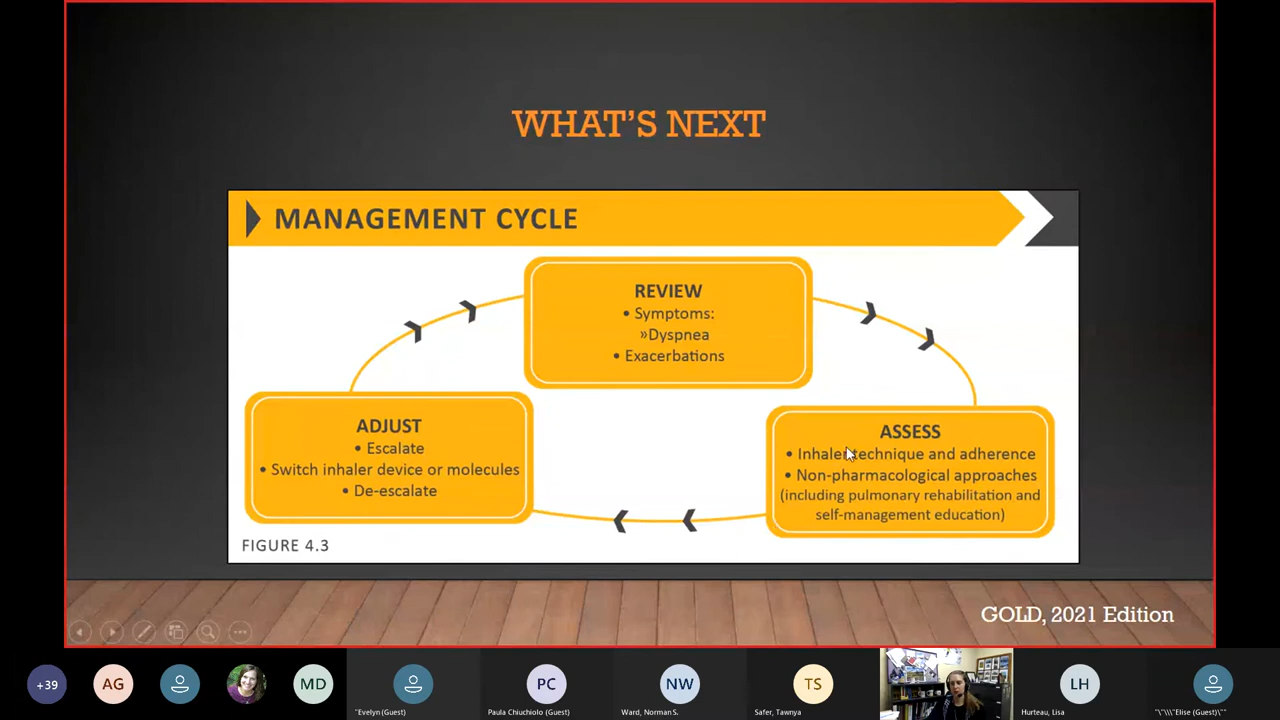 WHAT'S NEXT
MANAGEMENT CYCLE
REVIEW
• Symptoms:
»Dyspnea
• Exacerbations
ADJUST
• Escalate
• Switch inhaler device or molecules
• De-escalate
ASSESS
• Inhaler technique and adherence
• Non-pharmacological approaches
(including pulmonary rehabilitation and
self-management education)
FIGURE 4.3
GOLD, 2021 Edition
+39
AG
MD
PC
NW
TS
LH
"Evelyn (Guest)
Paula Chiuchiolo (Guest)
Ward, Norman S.
Safer, Tawnya
Hurteau, Lisa
"\"\\\"Elise (Guest)\""